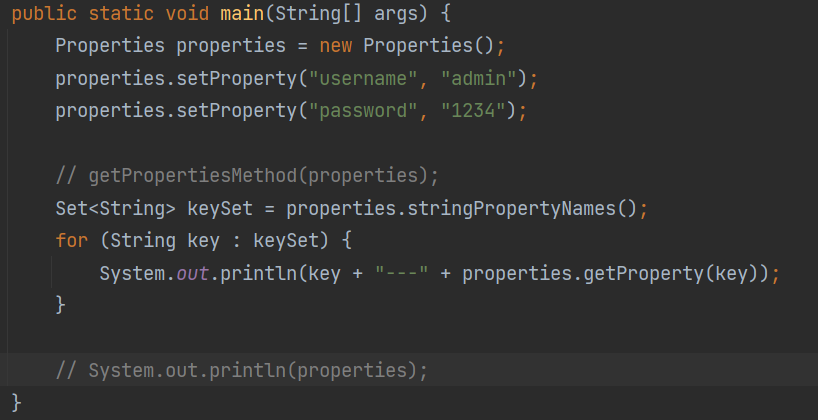 public static void main(String[] args) {
    Properties properties = new Properties();
    properties.setProperty("username", "admin");
    properties.setProperty("password", "1234");

    // getPropertiesMethod(properties);
    Set<String> keySet = properties.stringPropertyNames();
    for (String key : keySet) {
        System.out.println(key + "---" + properties.getProperty(key));
    }

    // System.out.println(properties);
}